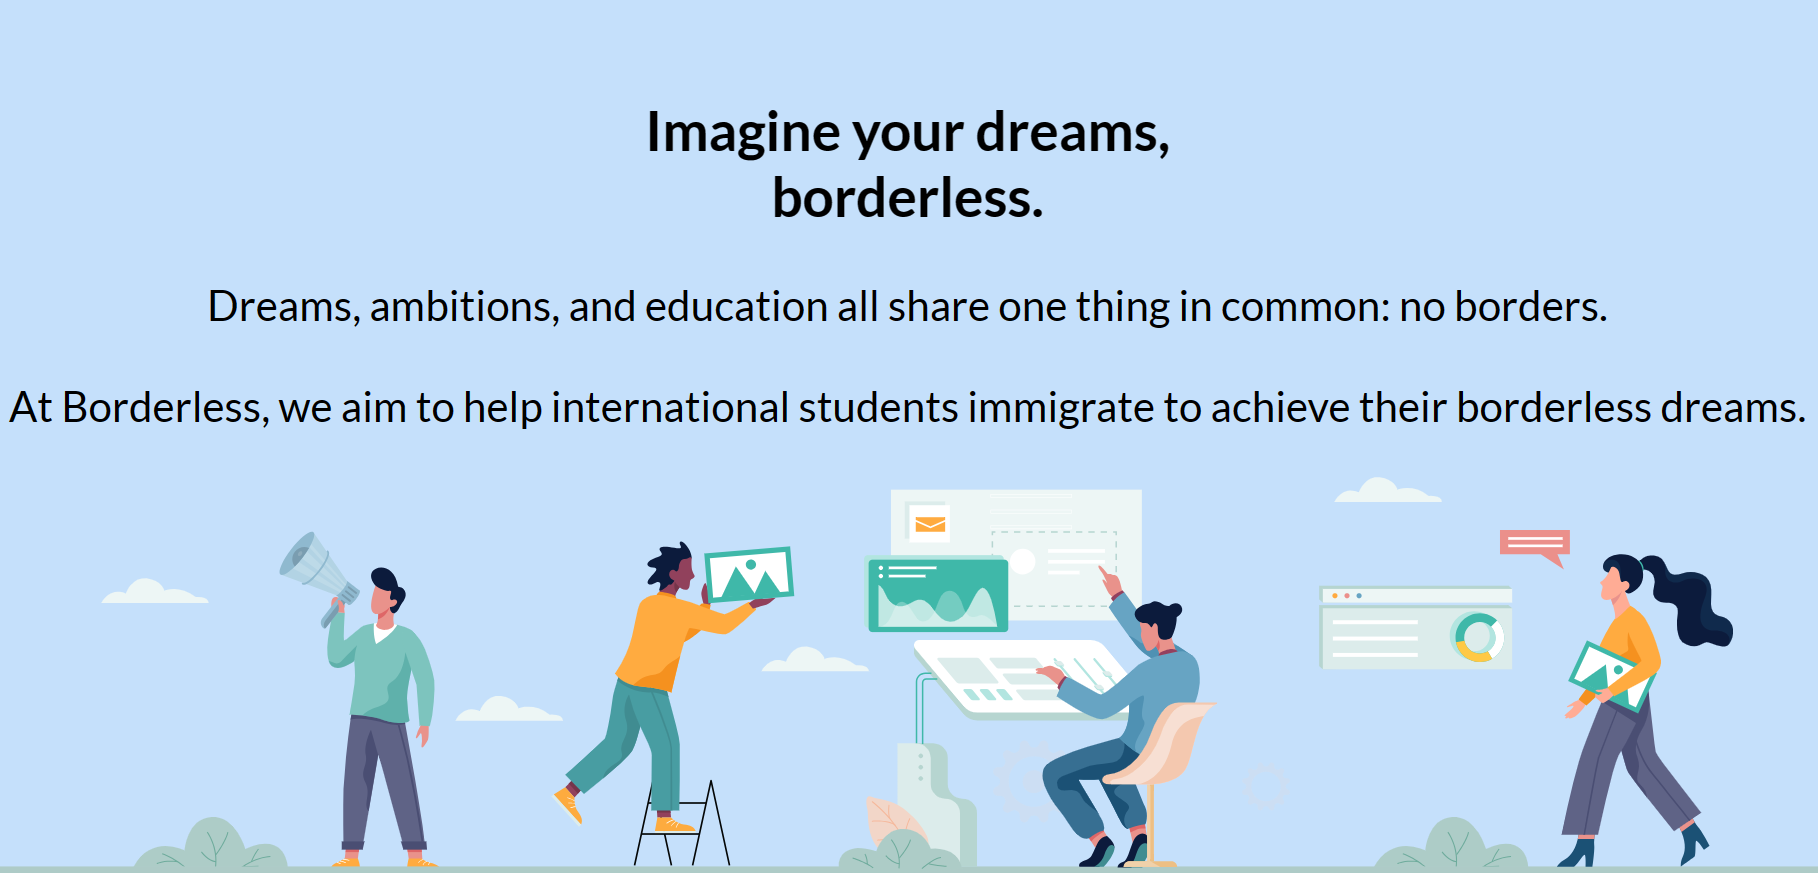 Imagine your dreams,
borderless.
Dreams, ambitions, and education all share one thing in common: no borders.
At Borderless, we aim to help international students immigrate to achieve their borderless dreams.